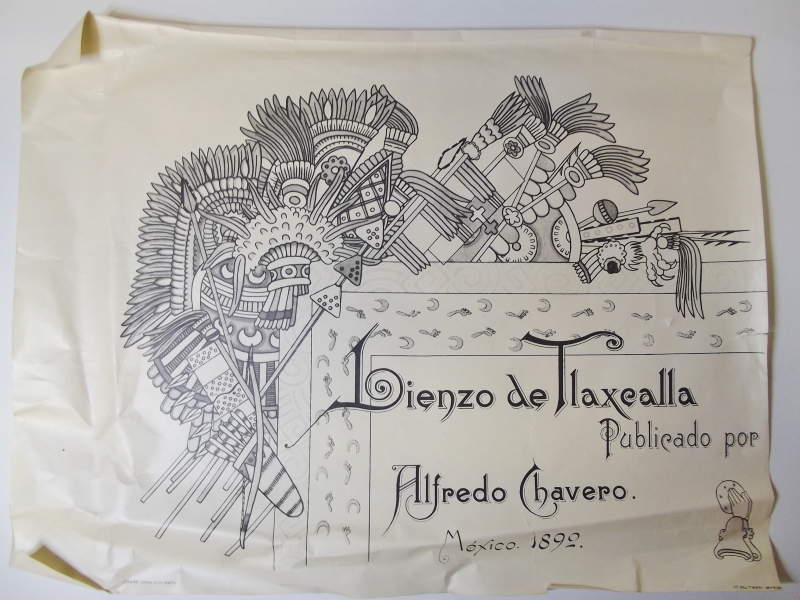 Lienzo de Tlaxcalla
Publicado por
Alfredo Chavero.
México. 1892.